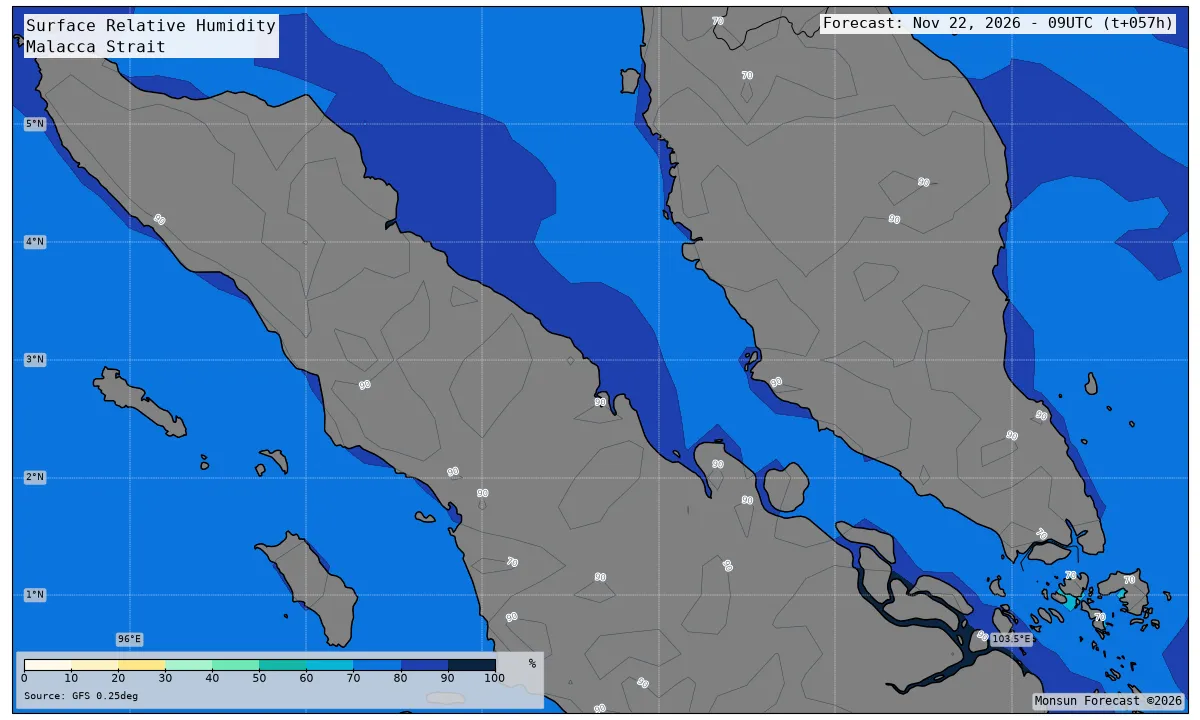 Surface Relative Humidity
Malacca Strait
Forecast: Nov 22, 2026 - 09UTC (t+057h)
70
70
5°N
90
90
90
4°N
3°N
90
90
90
90
90
2°N
90
90
90
90
70
70
90
90
70
70
1°N
90
70
96°E
90
103.5°E
90
90
%
0 10 20 30 40 50 60 70 80 90 100
Source: GFS 0.25deg
Monsun Forecast ©2026